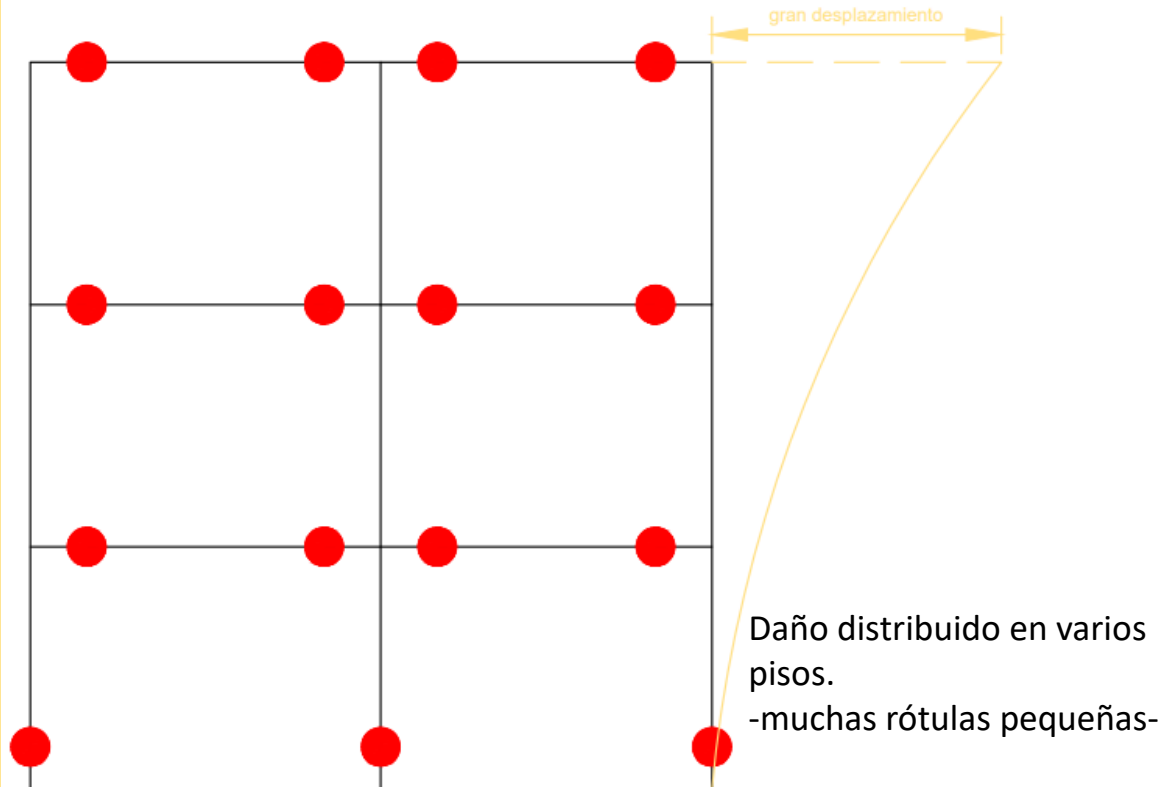 gran desplazamiento
Daño distribuido en varios
pisos.
-muchas rótulas pequeñas-